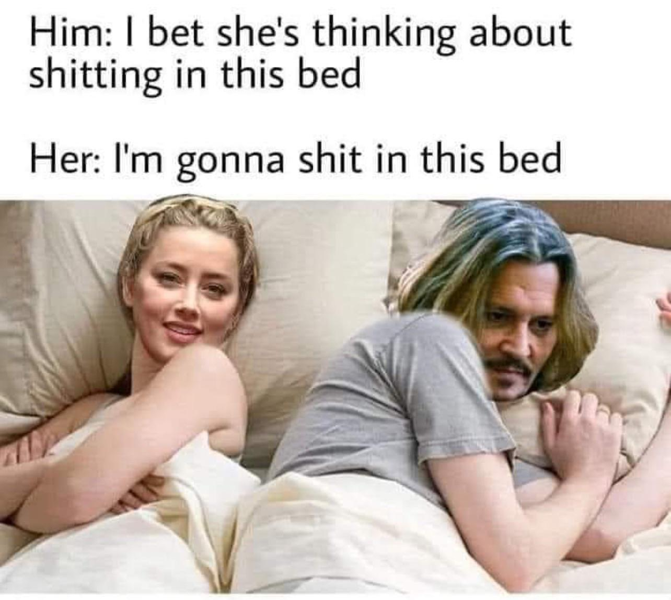 Him: I bet she's thinking about
shitting in this bed
Her: I'm gonna shit in this bed